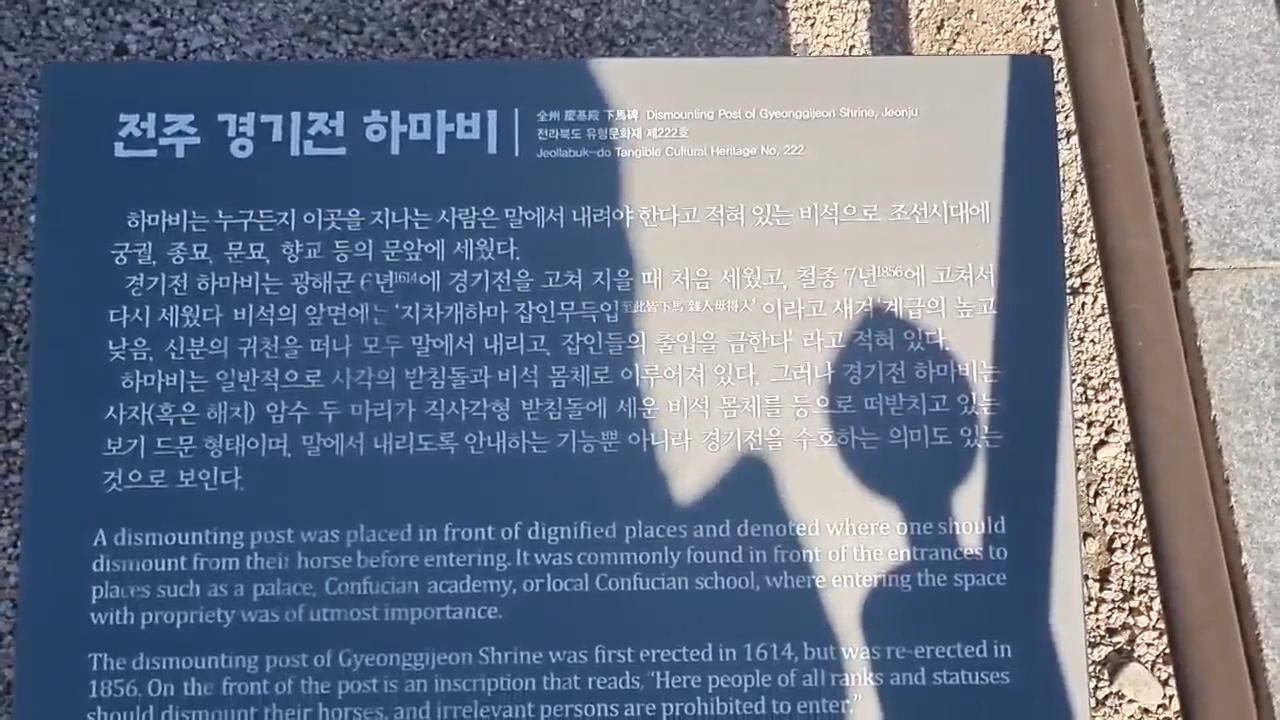 전주 경기전 하마비
全州 慶基殿 下馬碑 Dismounting Post of Gyeonggijeon Shrine, Jeonju
전라북도 유형문화재 제222호
Jeollabuk-do Tangible Cultural Heritage No, 222
하마비는 누구든지 이곳을 지나는 사람은 말에서 내려야 한다고 적혀 있는 비석으로 조선시대에
궁궐, 종묘, 문묘, 향교 등의 문앞에 세웠다.
경기전 하마비는 광해군 6년1614에 경기전을 고쳐 지을 때 처음 세웠고, 철종 7년1856에 고쳐서
다시 세웠다 비석의 앞면에는 '지차개하마 잡인무득입至此皆下馬 雜人毋得入' 이라고 새겨 '계급의 높고
낮음, 신분의 귀천을 떠나 모두 말에서 내리고, 잡인들의 출입을 금한다' 라고 적혀 있다.
하마비는 일반적으로 사각의 받침돌과 비석 몸체로 이루어져 있다. 그러나 경기전 하마비는
사자(혹은 해치) 암수 두 마리가 직사각형 받침돌에 세운 비석 몸체를 등으로 떠받치고 있는
보기 드문 형태이며, 말에서 내리도록 안내하는 기능뿐 아니라 경기전을 수호하는 의미도 있는
것으로 보인다.
A dismounting post was placed in front of dignified places and denoted where one should
dismount from their horse before entering. It was commonly found in front of the entrances to
places such as a palace, Confucian academy, or local Confucian school, where entering the space
with propriety was of utmost importance.
The dismounting post of Gyeonggijeon Shrine was first erected in 1614, but was re-erected in
1856. On the front of the post is an inscription that reads, "Here people of all ranks and statuses
should dismount their horses, and irrelevant persons are prohibited to enter."